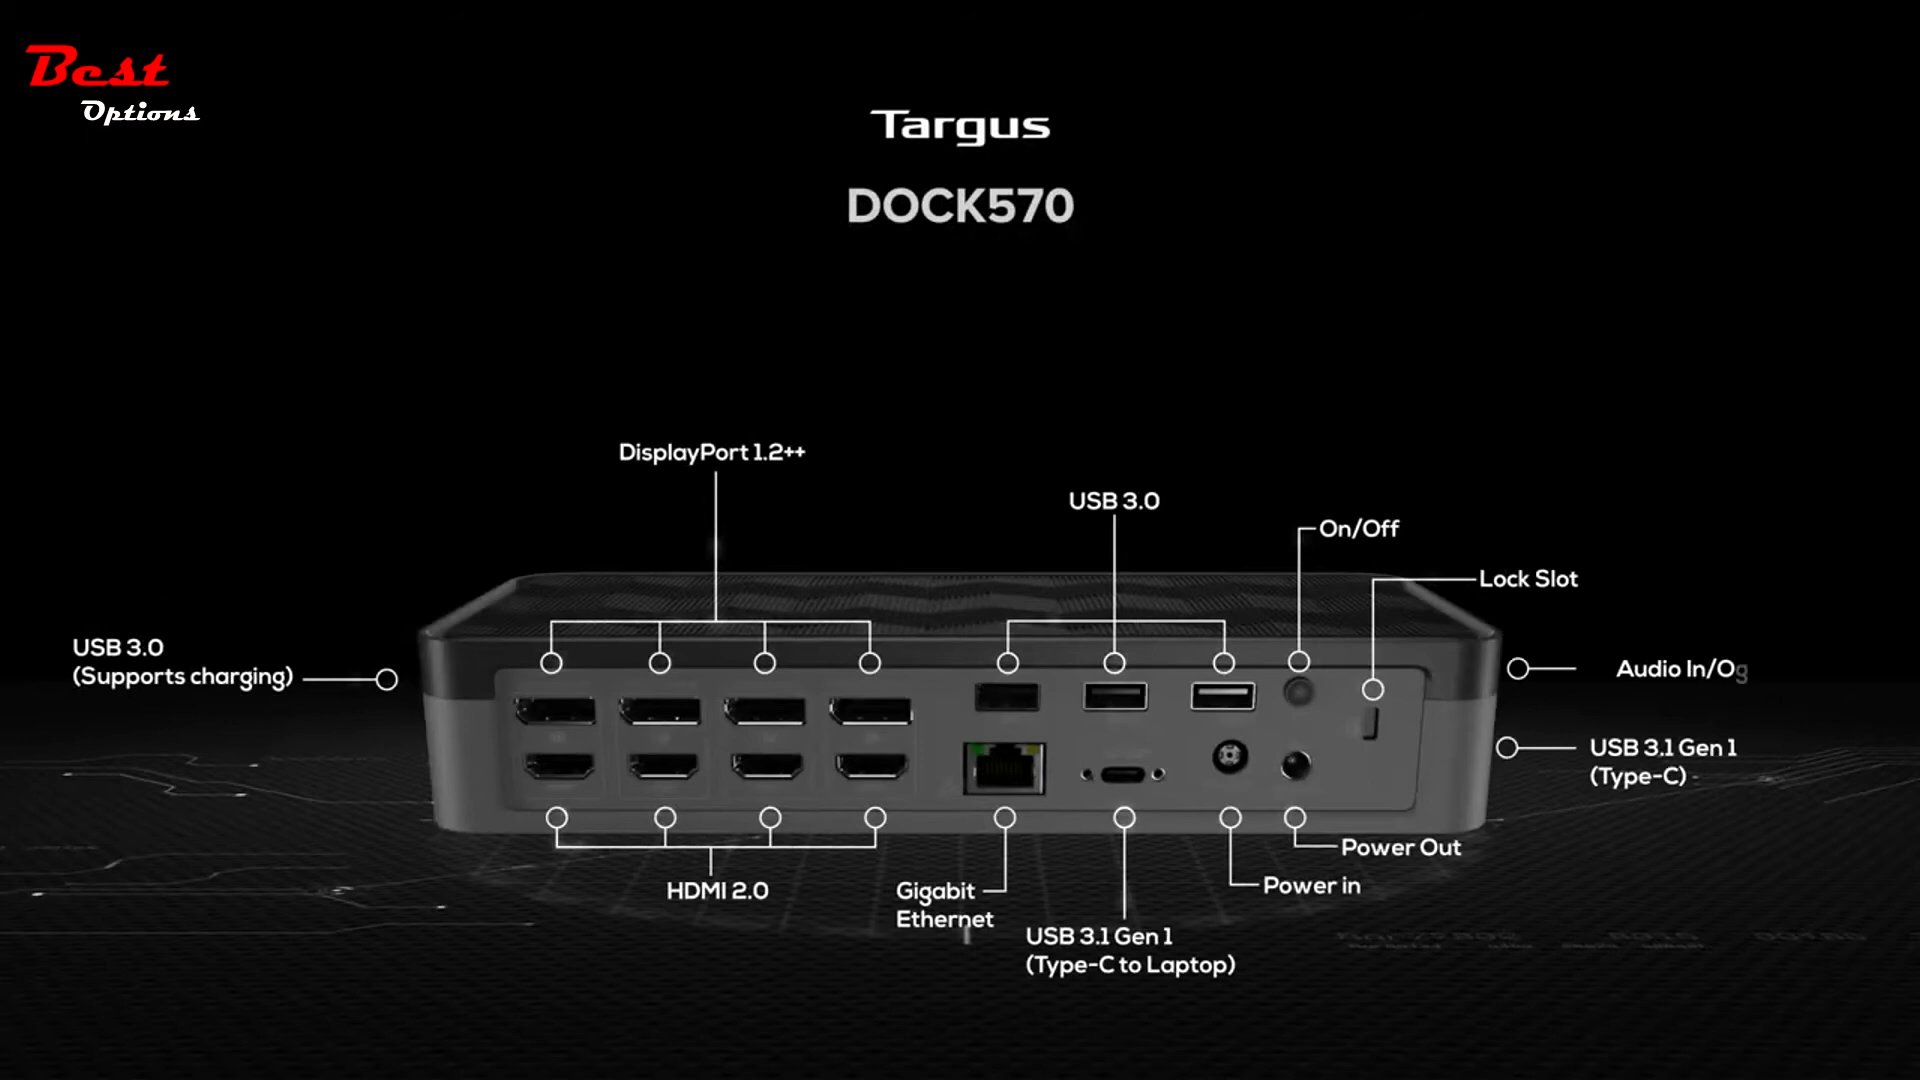 Best
Options
Targus
DOCK570
DisplayPort 1.2++
USB 3.0
On/Off
Lock Slot
USB 3.0
(Supports charging)
Audio In/O
USB 3.1 Gen 1
(Type-C)
Power Out
Power in
HDMI 2.0
Gigabit
Ethernet
USB 3.1 Gen 1
(Type-C to Laptop)